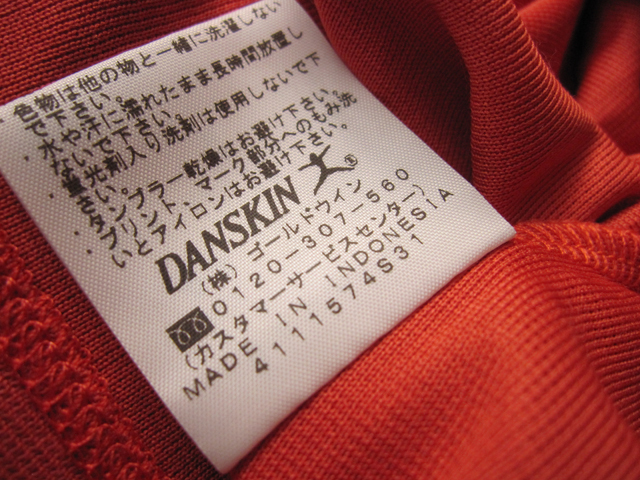 色物は他の物と一緒に洗濯しない
で下さい。
・水や汗に濡れたまま長時間放置し
ないで下さい。
蛍光剤入り洗剤は使用しないで下
さい。
タンブラー乾燥はお避け下さい。
・プリント、マーク部分へのもみ洗
いとアイロンはお避け下さい。
DANSKIN ®
(株)ゴールドウイン
0120-307-560
(カスタマーサービスセンター)
MADE IN INDONESIA
4111574S31